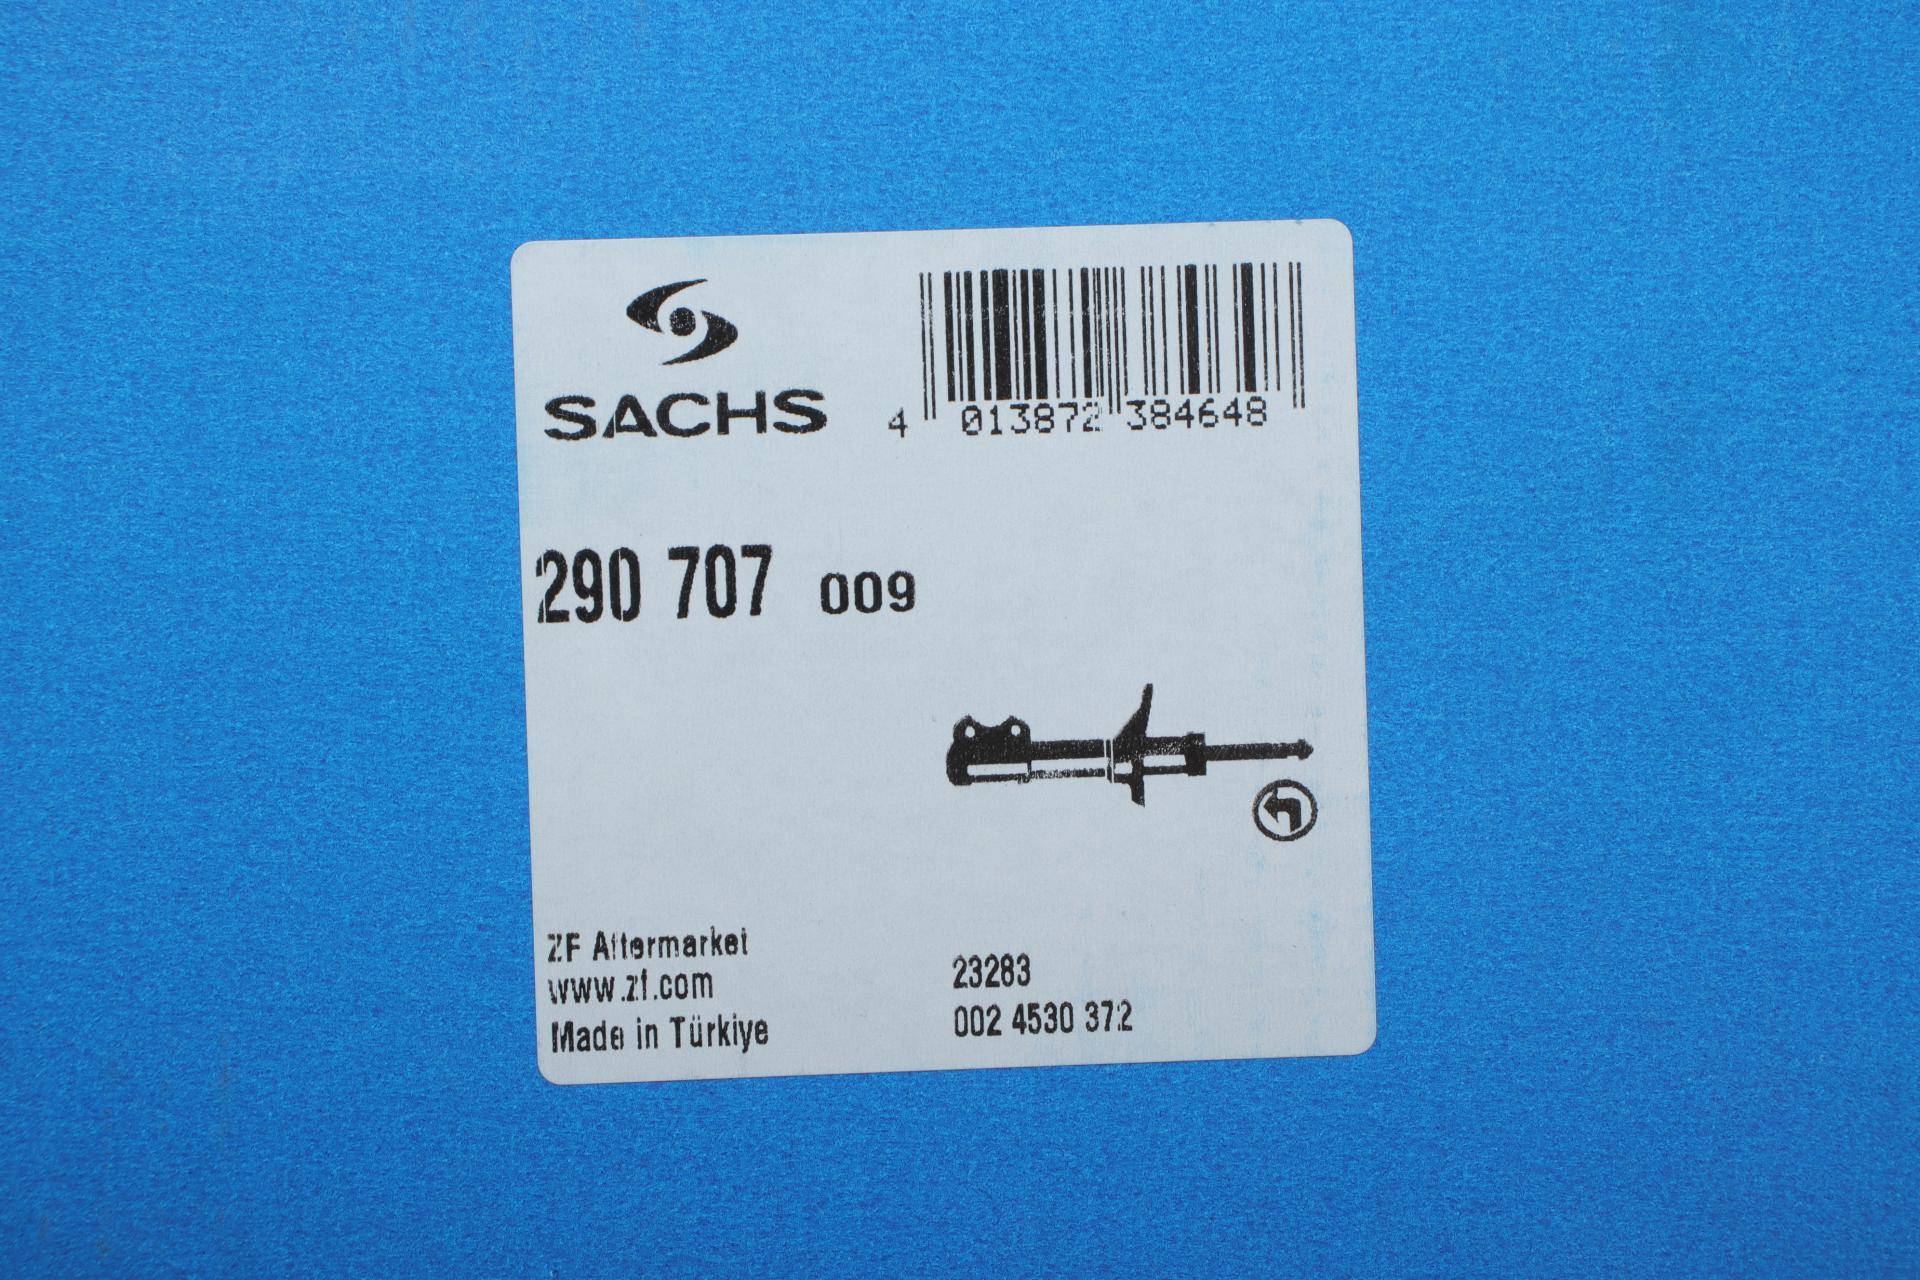 SACHS
4 013872 384648
290 707 009
ZF Aftermarket
www.zf.com
Made in Türkiye
23283
002 4530 372